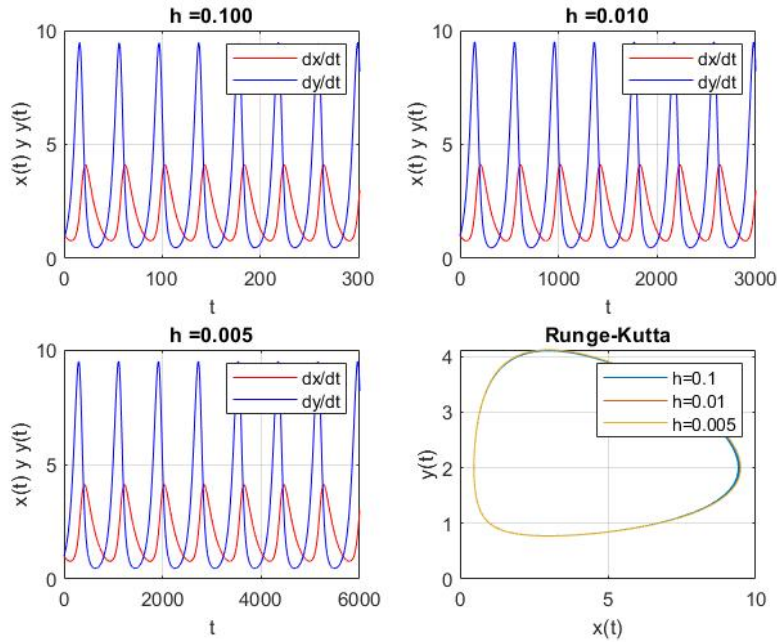 h =0.100
10
5
0
x(t) y y(t)
dx/dt
dy/dt
0 100 200 300
t
h =0.010
10
5
0
x(t) y y(t)
dx/dt
dy/dt
0 1000 2000 3000
t
h =0.005
10
5
0
x(t) y y(t)
dx/dt
dy/dt
0 2000 4000 6000
t
Runge-Kutta
4
3
2
1
0
y(t)
h=0.1
h=0.01
h=0.005
0 5 10
x(t)